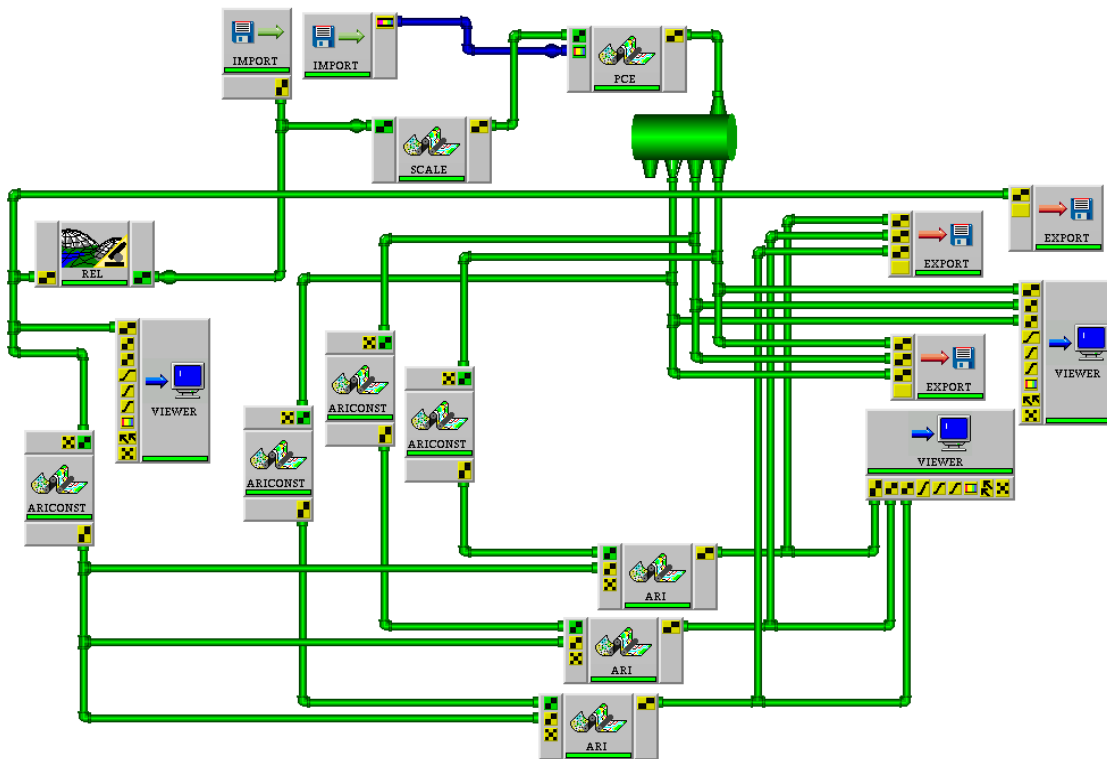 IMPORT
IMPORT
PCE
SCALE
EXPORT
EXPORT
REL
VIEWER
EXPORT
VIEWER
ARICONST
ARICONST
VIEWER
ARICONST
ARICONST
ARI
ARI
ARI